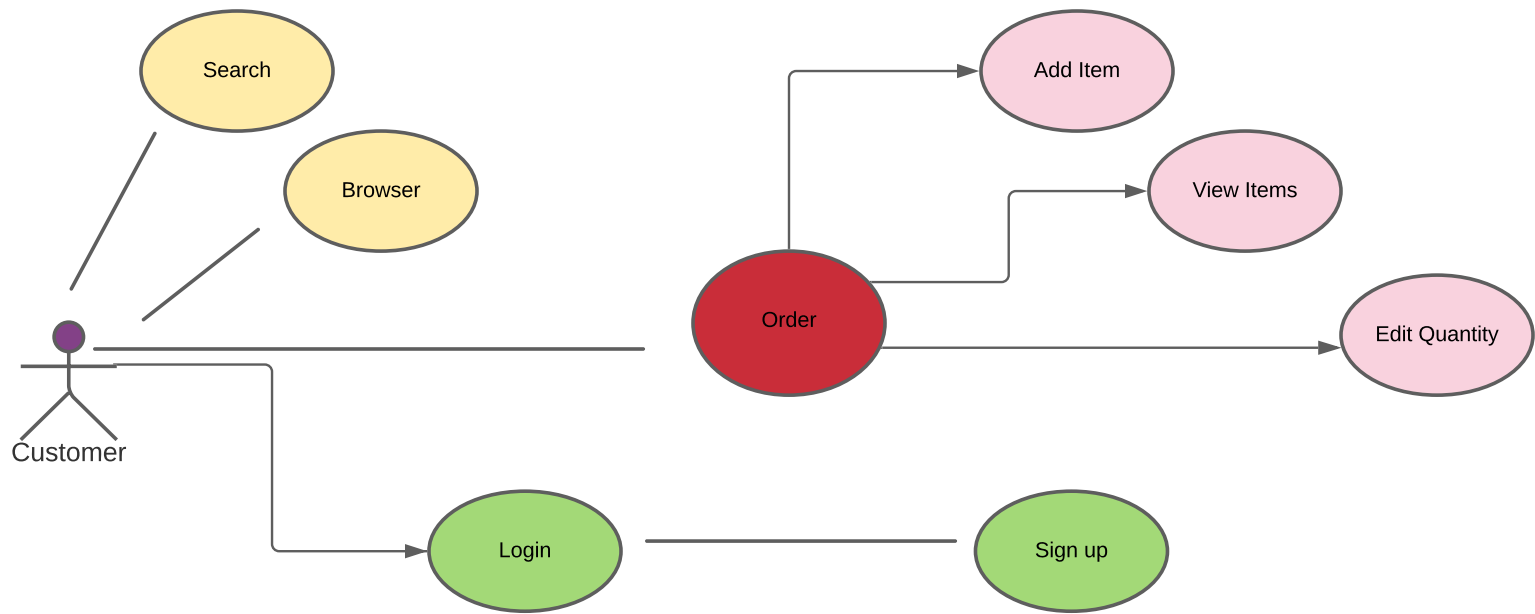 Search
Add Item
Browser
View Items
Order
Edit Quantity
Customer
Login
Sign up